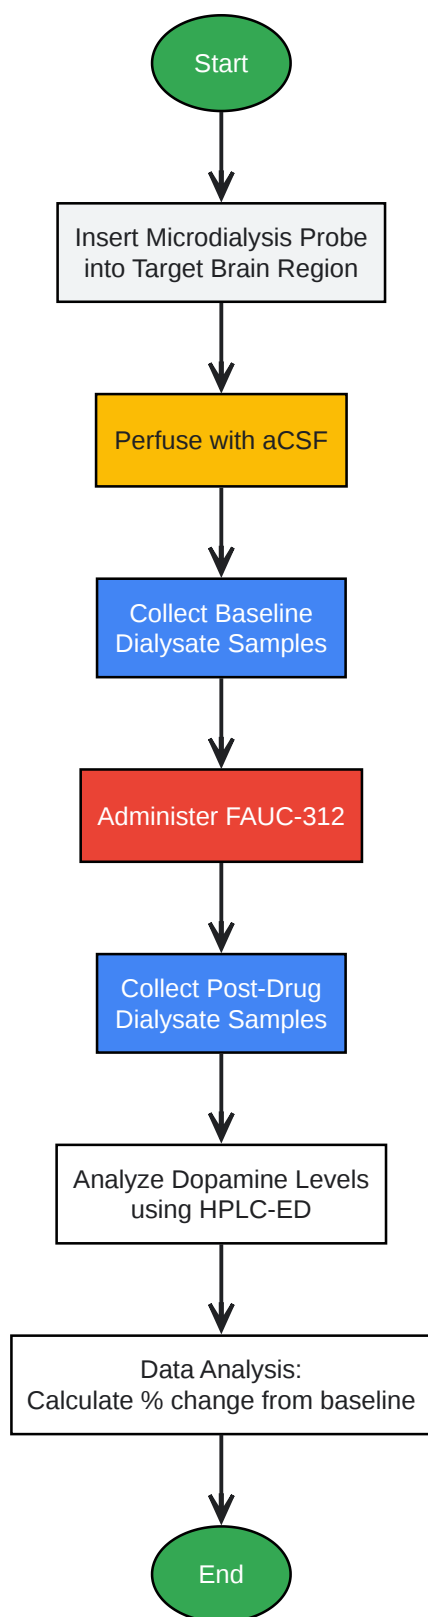 Start
Insert Microdialysis Probe
into Target Brain Region
Perfuse with aCSF
Collect Baseline
Dialysate Samples
Administer FAUC-312
Collect Post-Drug
Dialysate Samples
Analyze Dopamine Levels
using HPLC-ED
Data Analysis:
Calculate % change from baseline
End